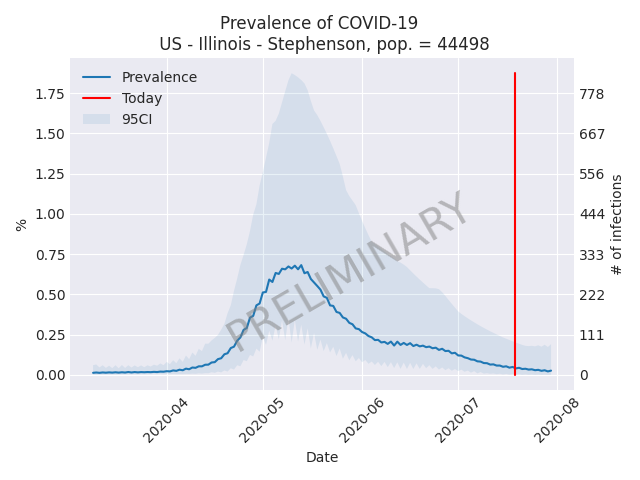 Prevalence of COVID-19
US - Illinois - Stephenson, pop. = 44498
Prevalence
Today
95CI
1.75
1.50
1.25
1.00
0.75
0.50
0.25
0.00
%
778
667
556
444
333
222
111
0
# of infections
PRELIMINARY
2020-04
2020-05
2020-06
2020-07
2020-08
Date